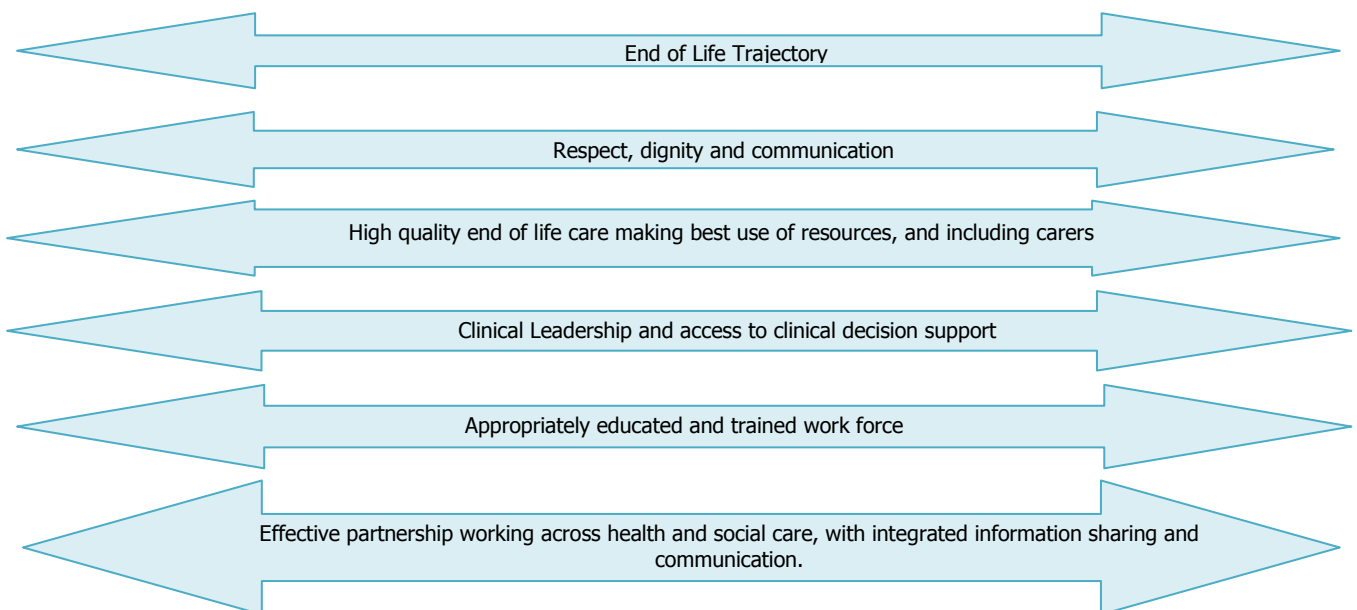 End of Life Trajectory
Respect, dignity and communication
High quality end of life care making best use of resources, and including carers
Clinical Leadership and access to clinical decision support
Appropriately educated and trained work force
Effective partnership working across health and social care, with integrated information sharing and
communication.